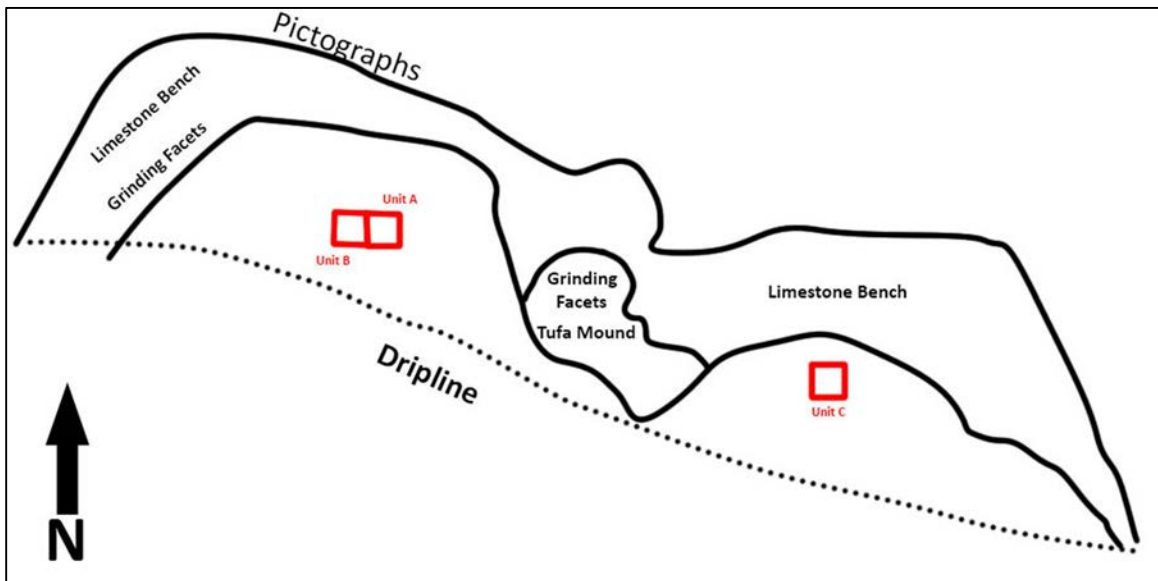 Pictographs
Limestone Bench
Grinding Facets
Unit A
Unit B
Grinding
Facets
Tufa Mound
Limestone Bench
Dripline
Unit C
N